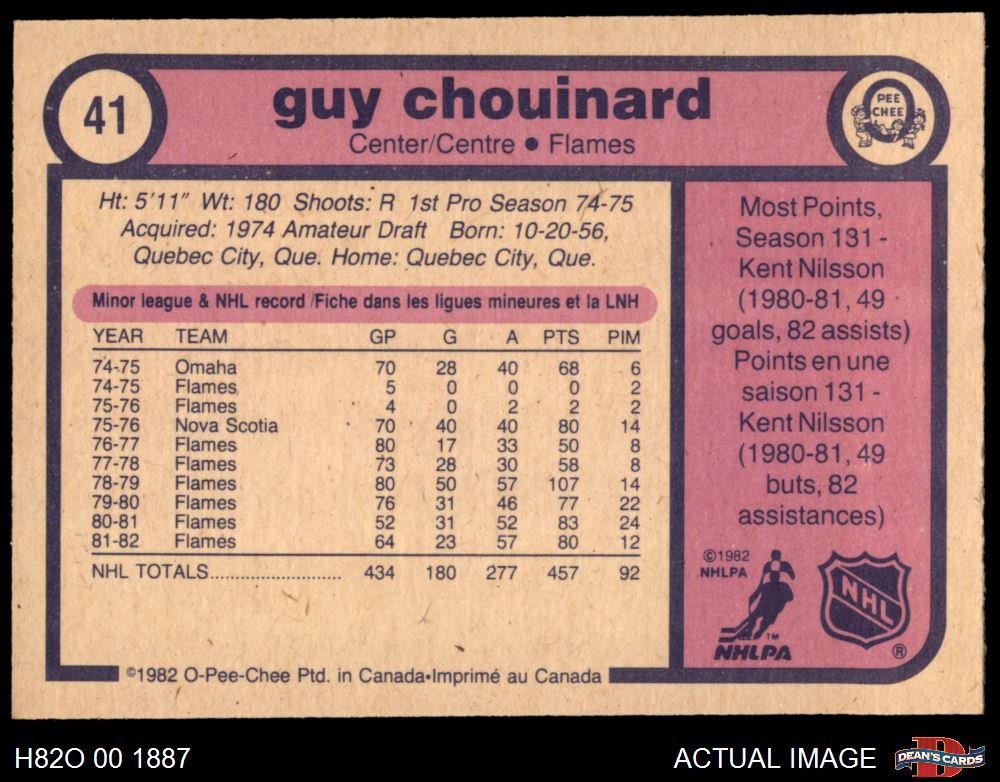 41
guy chouinard
Center/Centre • Flames
PEE
CHEE
Ht: 5'11" Wt: 180 Shoots: R 1st Pro Season 74-75
Acquired: 1974 Amateur Draft Born: 10-20-56,
Quebec City, Que. Home: Quebec City, Que.
Minor league & NHL record /Fiche dans les ligues mineures et la LNH
YEAR TEAM GP G A PTS PIM
74-75 Omaha 70 28 40 68 6
74-75 Flames 5 0 0 0 2
75-76 Flames 4 0 2 2 2
75-76 Nova Scotia 70 40 40 80 14
76-77 Flames 80 17 33 50 8
77-78 Flames 73 28 30 58 8
78-79 Flames 80 50 57 107 14
79-80 Flames 76 31 46 77 22
80-81 Flames 52 31 52 83 24
81-82 Flames 64 23 57 80 12
NHL TOTALS........................... 434 180 277 457 92
©1982 O-Pee-Chee Ptd. in Canada•Imprimé au Canada
Most Points,
Season 131 -
Kent Nilsson
(1980-81, 49
goals, 82 assists)
Points en une
saison 131 -
Kent Nilsson
(1980-81, 49
buts, 82
assistances)
©1982
NHLPA
TM
NHLPA
NHL
®
H82O 00 1887
ACTUAL IMAGE
D
DEAN'S CARDS